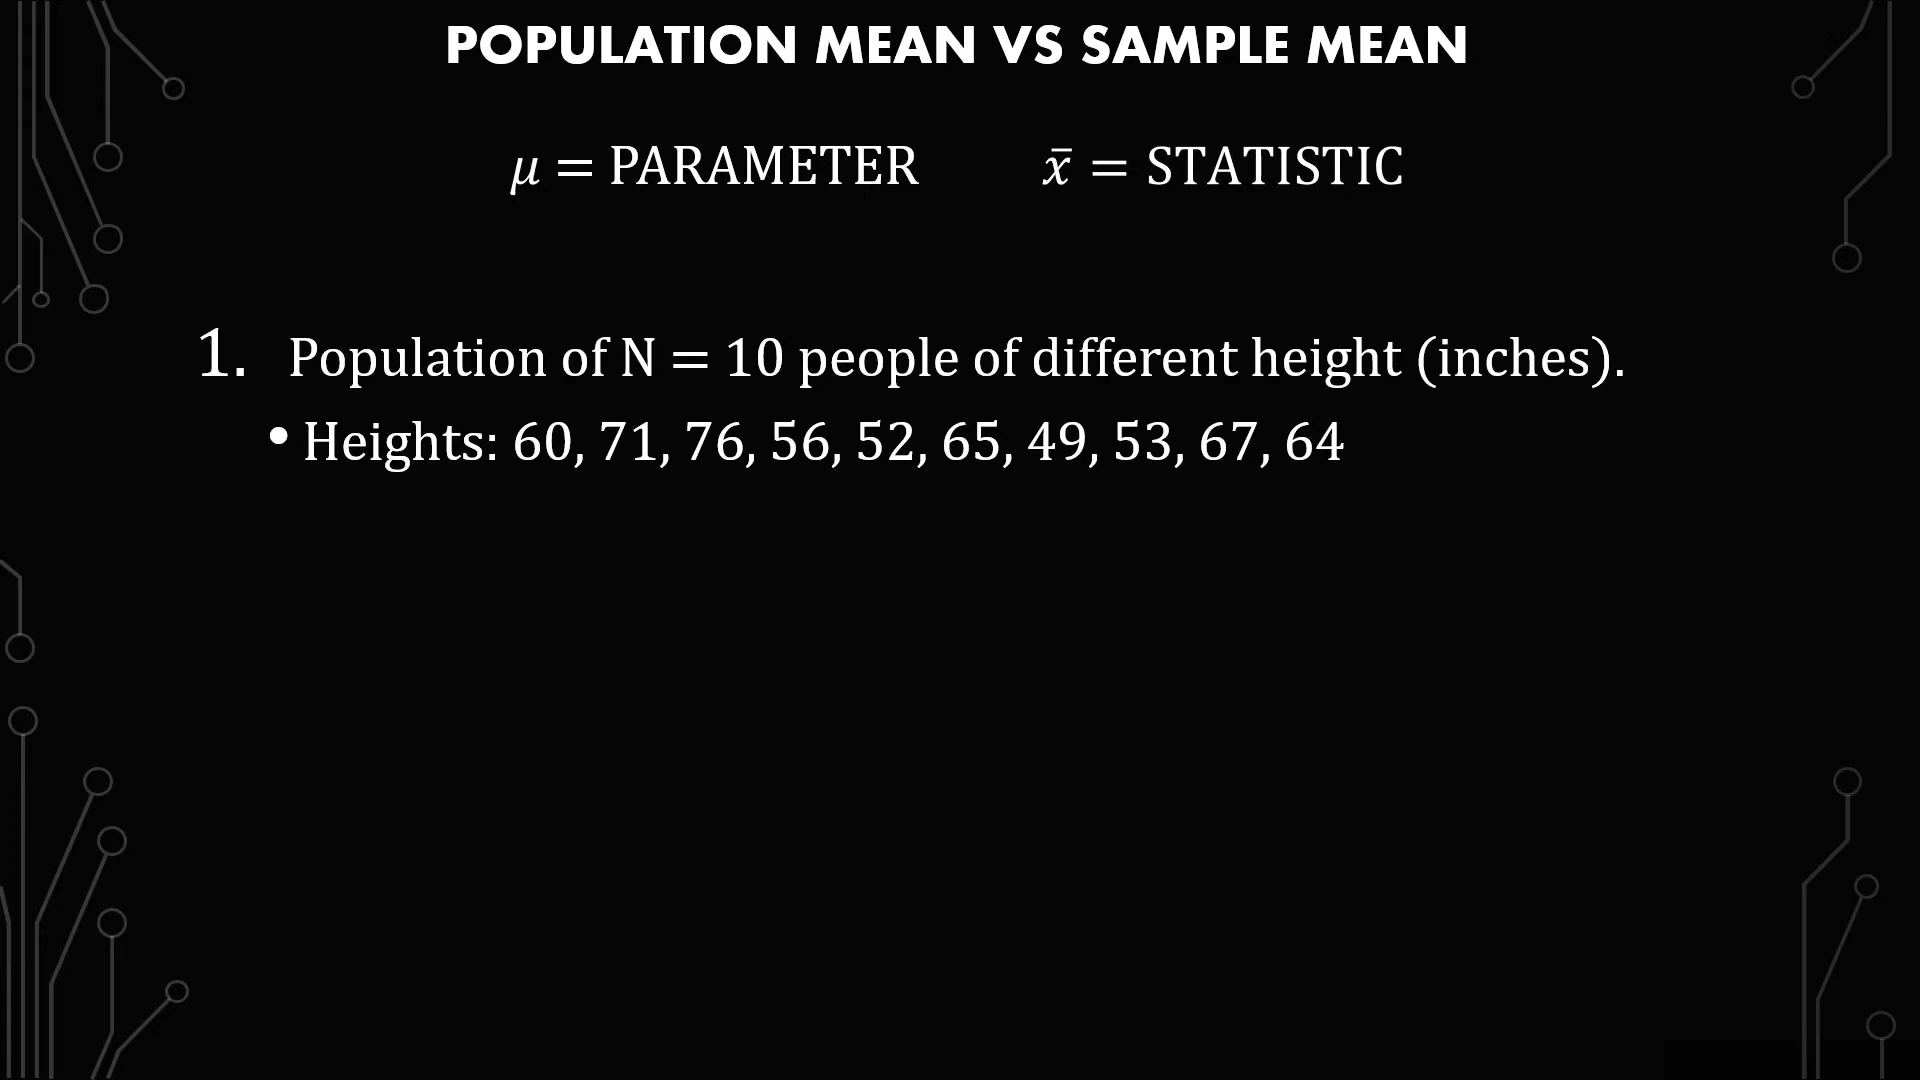 POPULATION MEAN VS SAMPLE MEAN
μ = PARAMETER x̄ = STATISTIC
1. Population of N = 10 people of different height (inches).
• Heights: 60, 71, 76, 56, 52, 65, 49, 53, 67, 64